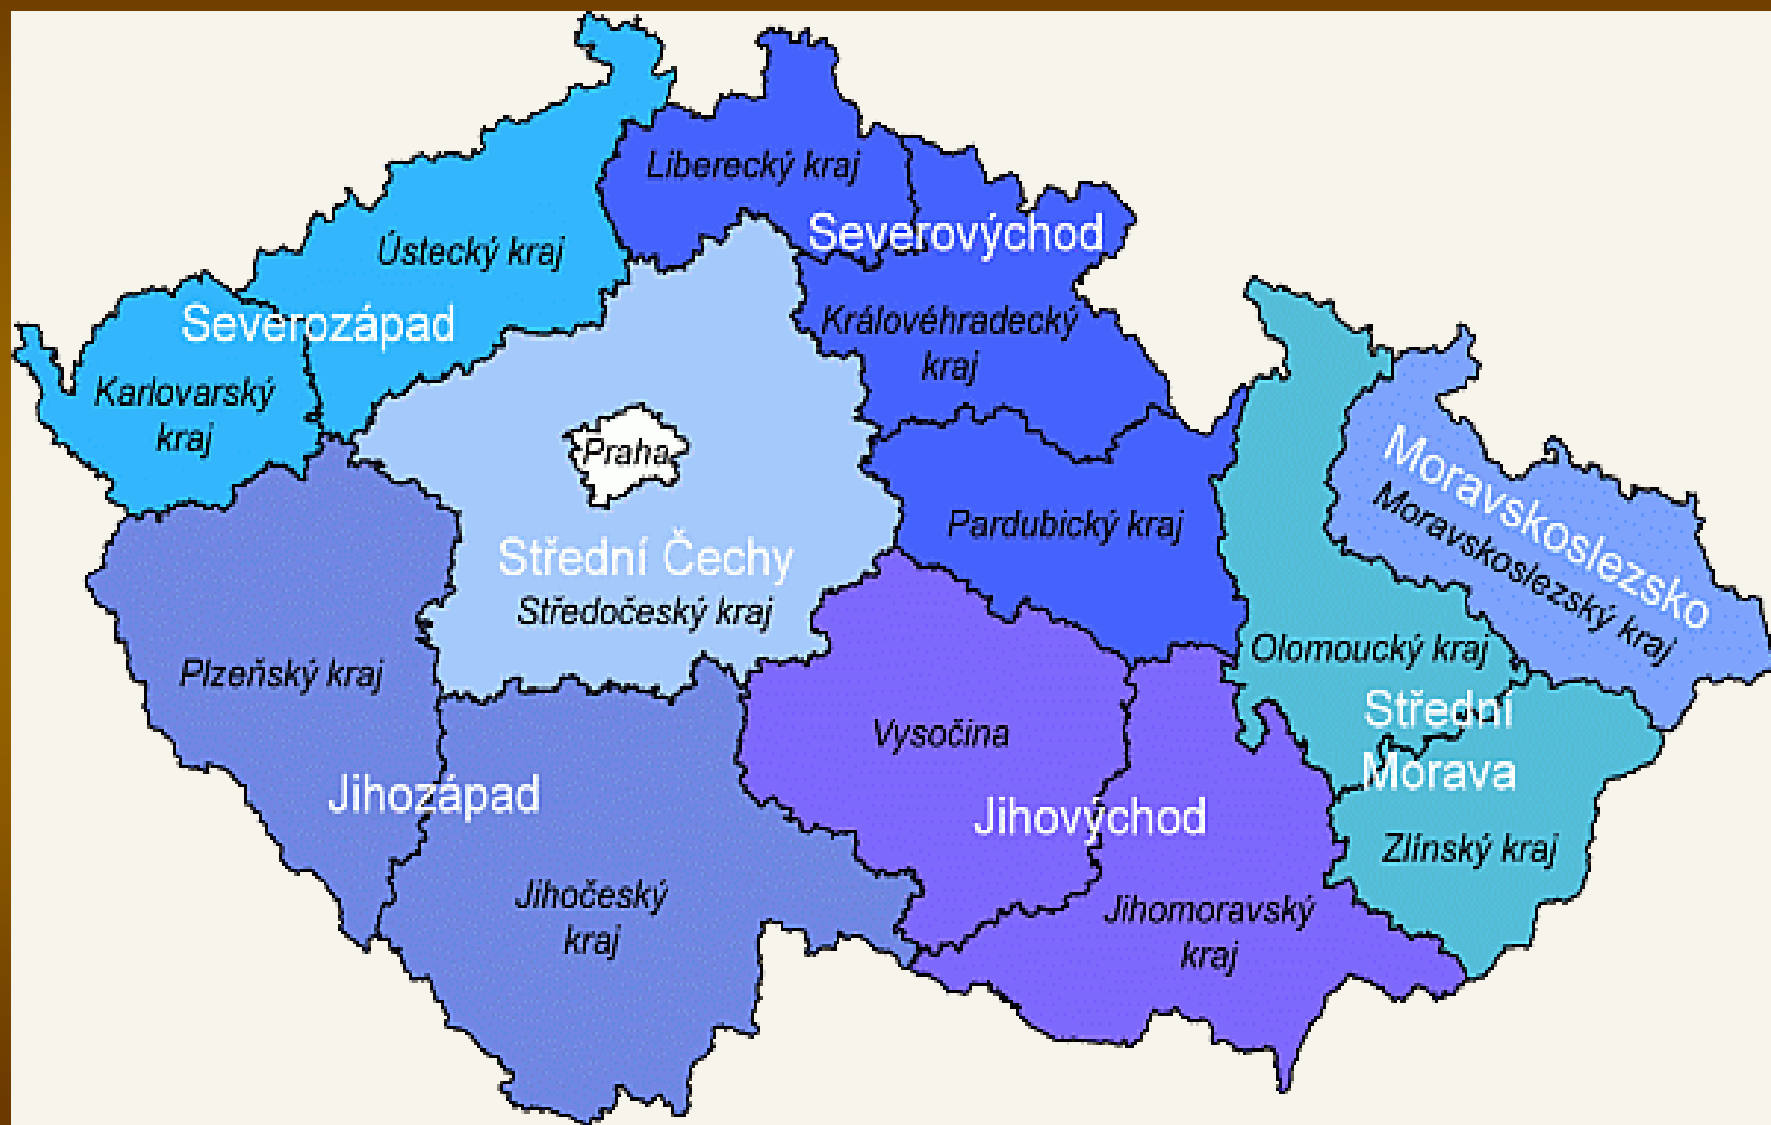 Liberecký kraj
Severovýchod
Ústecký kraj
Severozápad
Královéhradecký
kraj
Karlovarský
kraj
Praha
Moravskoslezsko
Moravskoslezský kraj
Pardubický kraj
Střední Čechy
Středočeský kraj
Olomoucký kraj
Plzeňský kraj
Střední
Morava
Vysočina
Jihozápad
Jihovýchod
Zlínský kraj
Jihočeský
kraj
Jihomoravský
kraj